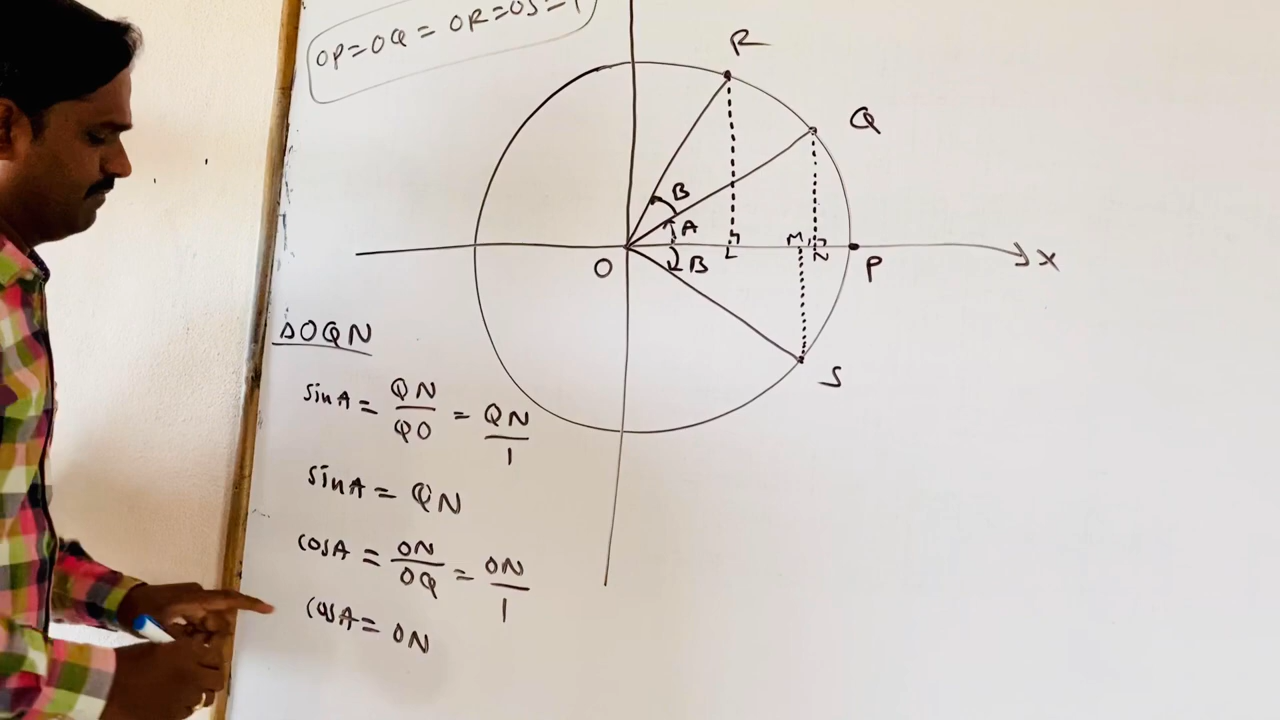 OP=OQ = OR=OS=1
R
Q
B
A
B
O
L
M
N
P
X
S
△OQN
sinA = QN/QO = QN/1
sinA = QN
cosA = ON/OQ = ON/1
cosA = ON